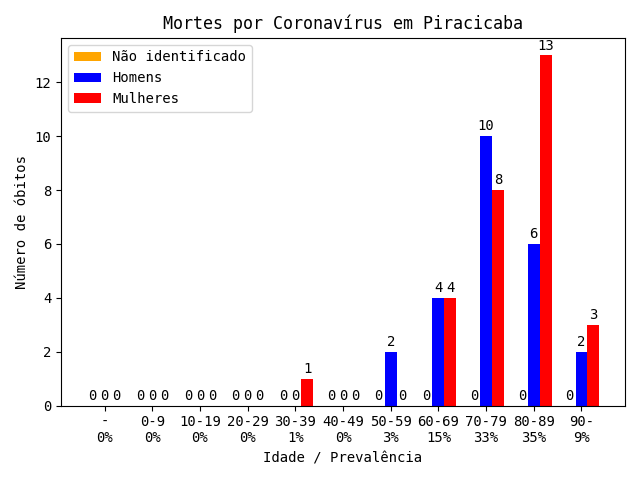 Mortes por Coronavírus em Piracicaba
Não identificado
Homens
Mulheres
Número de óbitos
12
10
8
6
4
2
0
0 0 0 0 0 0 0 0 0 0 0 0 0 0 1 0 0 0 0 2 0 0 4 4 0 10 8 0 6 13 0 2 3
- 0-9 10-19 20-29 30-39 40-49 50-59 60-69 70-79 80-89 90-
0% 0% 0% 0% 1% 0% 3% 15% 33% 35% 9%
Idade / Prevalência